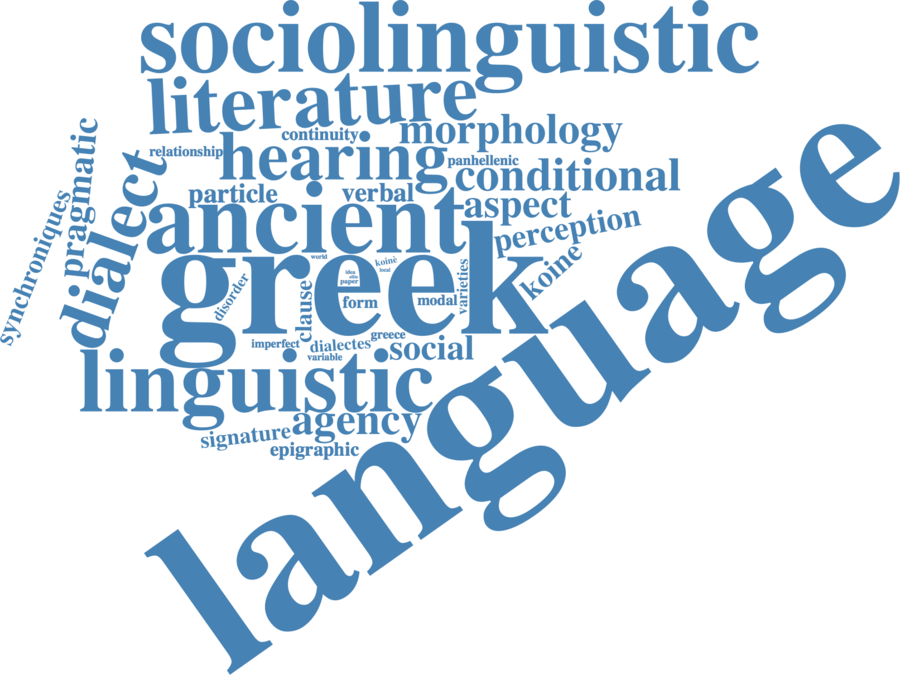 sociolinguistic
literature
continuity
morphology
relationship
hearing
panhellenic
conditional
pragmatic
dialect
synchroniques
particle
verbal
ancient
aspect
perception
greek
world
koinè
local
idea
paper
disorder
clause
form
modal
varieties
koine
imperfect
dialectes
greece
variable
social
linguistic
agency
signature
epigraphic
language